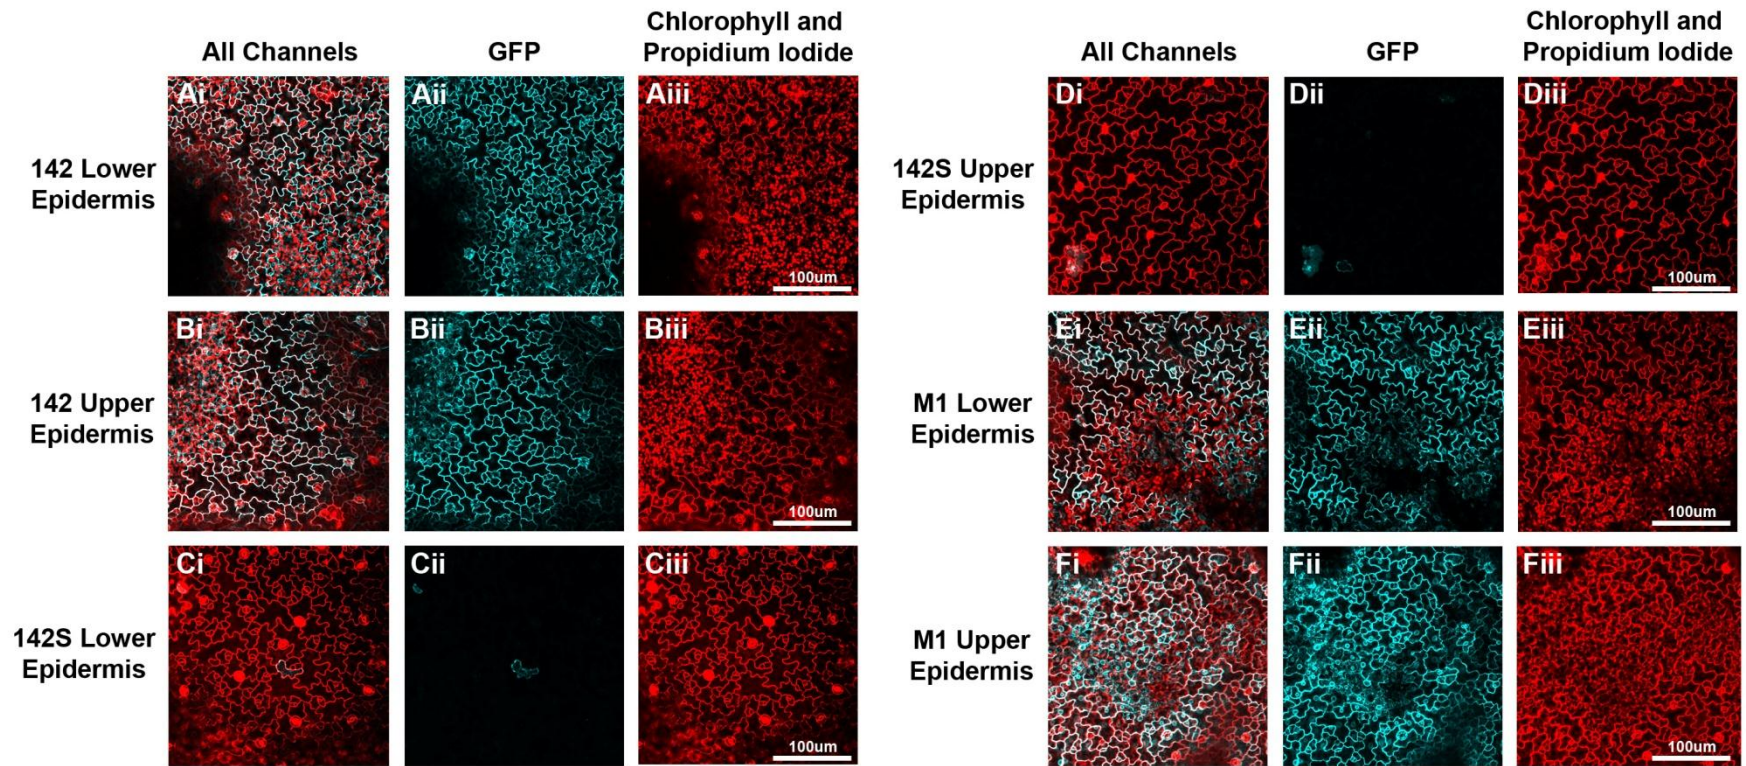 All Channels
GFP
Chlorophyll and
Propidium Iodide
142 Lower
Epidermis
Ai
Aii
Aiii
100um
142 Upper
Epidermis
Bi
Bii
Biii
100um
142S Lower
Epidermis
Ci
Cii
Ciii
100um
All Channels
GFP
Chlorophyll and
Propidium Iodide
142S Upper
Epidermis
Di
Dii
Diii
100um
M1 Lower
Epidermis
Ei
Eii
Eiii
100um
M1 Upper
Epidermis
Fi
Fii
Fiii
100um